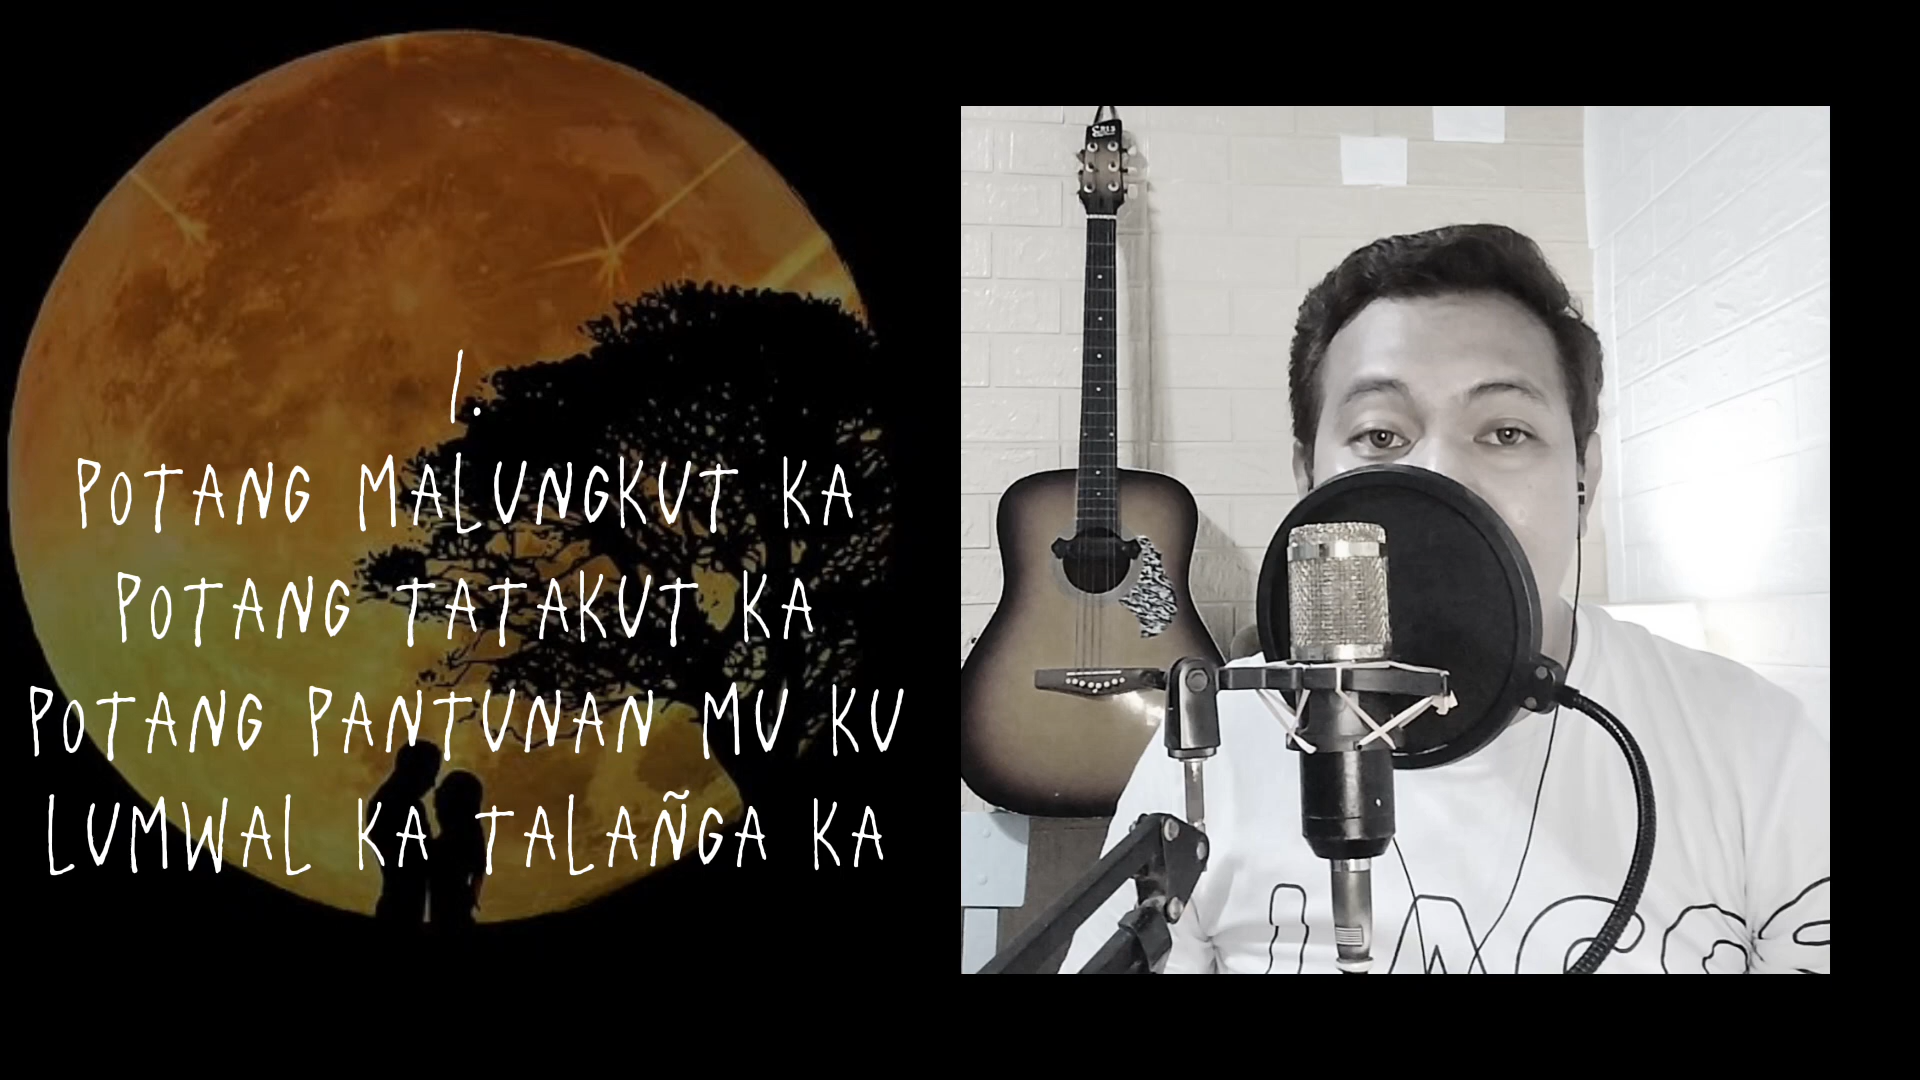 1.
POTANG MALUNGKUT KA
POTANG TATAKUT KA
POTANG PANTUNAN MU KU
LUMWAL KA TALAÑGA KA